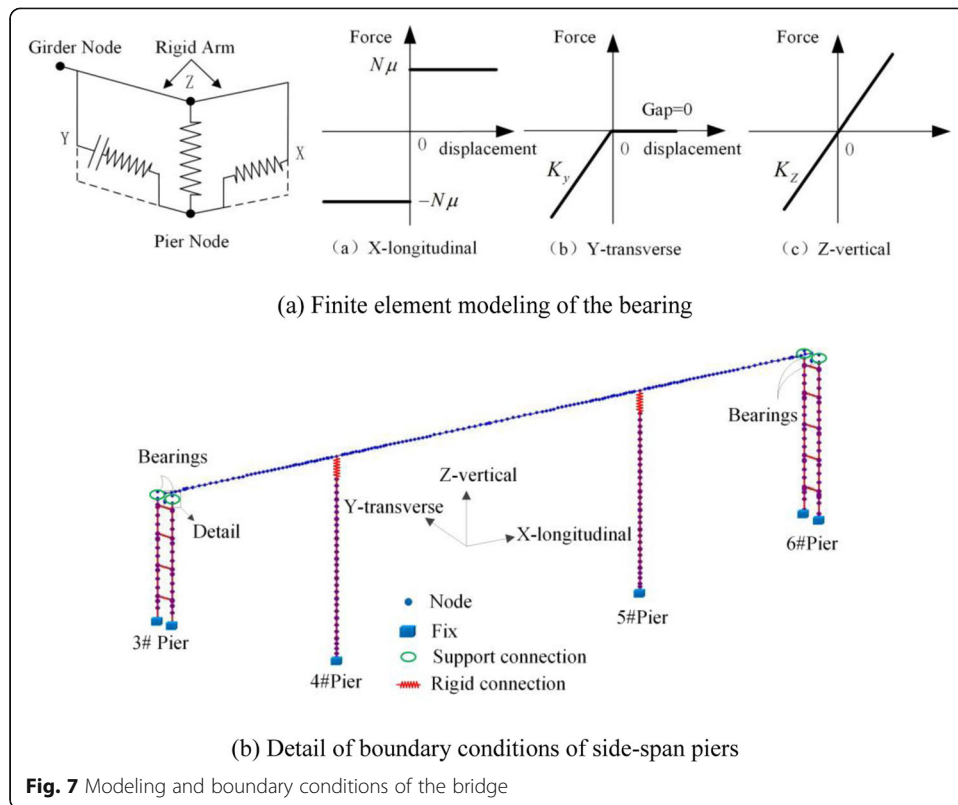 Girder Node
Rigid Arm
Z
Y
X
Pier Node
Force
Nμ
0
displacement
−Nμ
(a) X-longitudinal
Force
Gap=0
0
displacement
K_y
(b) Y-transverse
Force
0
K_Z
(c) Z-vertical
(a) Finite element modeling of the bearing
Bearings
Bearings
Detail
Z-vertical
Y-transverse
X-longitudinal
3# Pier
4#Pier
5#Pier
6#Pier
Node
Fix
Support connection
Rigid connection
(b) Detail of boundary conditions of side-span piers
Fig. 7 Modeling and boundary conditions of the bridge